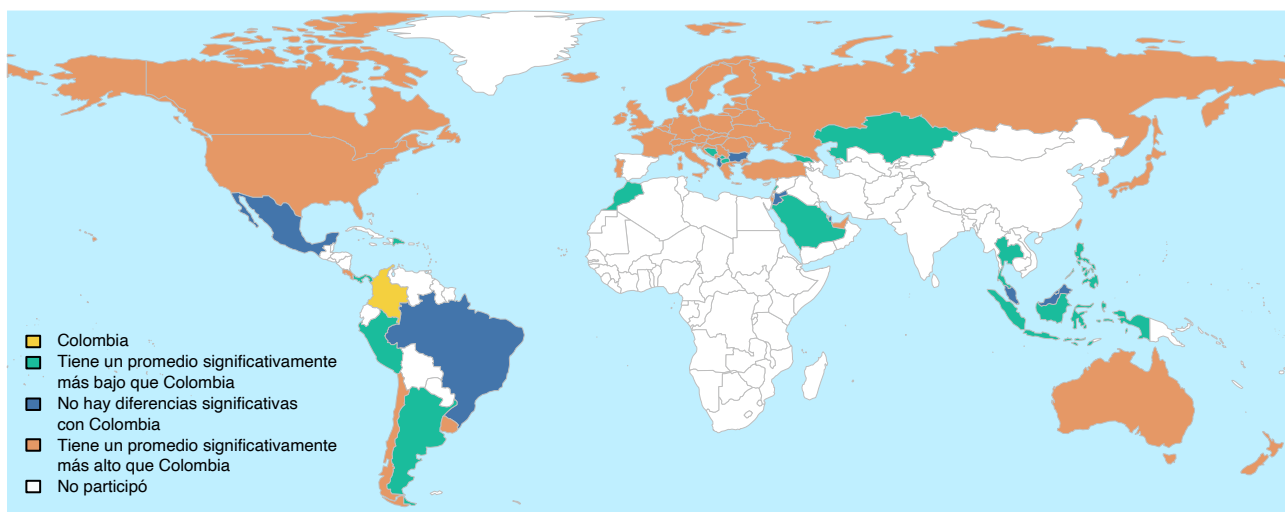 Colombia
Tiene un promedio significativamente
más bajo que Colombia
No hay diferencias significativas
con Colombia
Tiene un promedio significativamente
más alto que Colombia
No participó